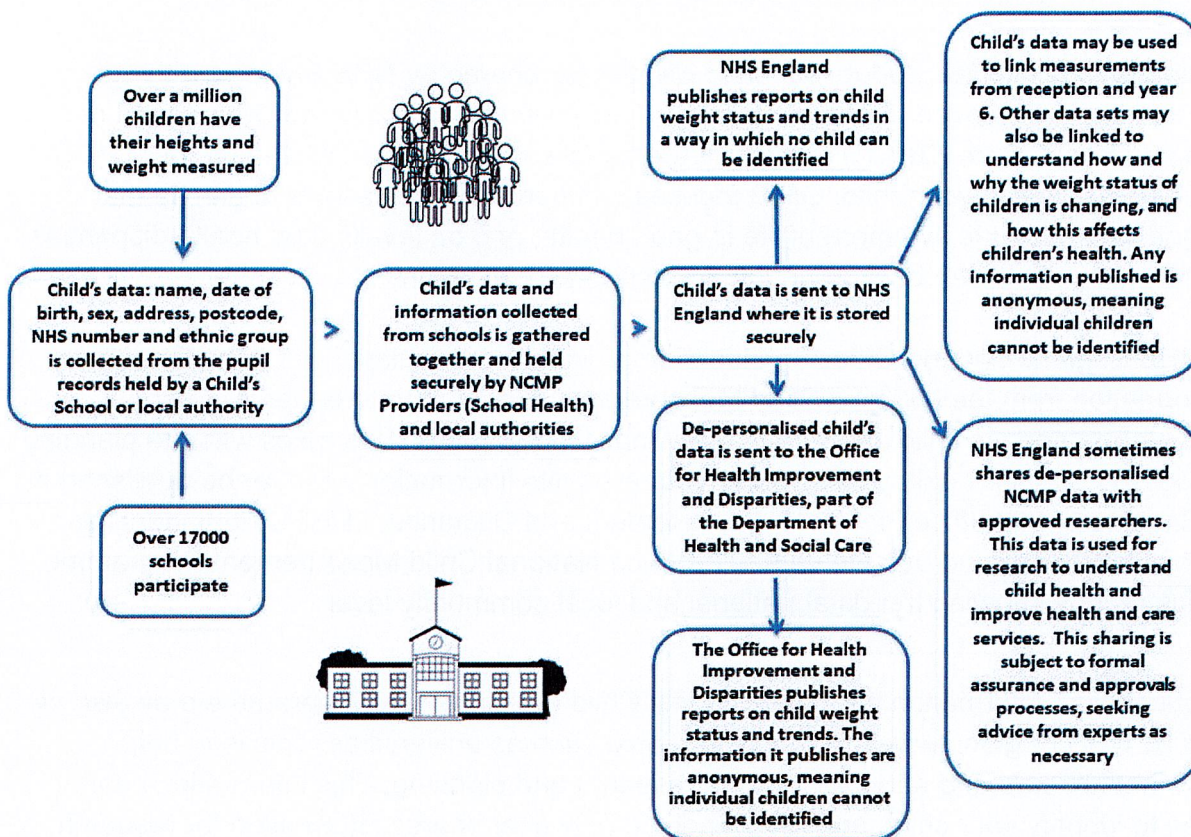 Over a million
children have
their heights and
weight measured
Child's data: name, date of
birth, sex, address, postcode,
NHS number and ethnic group
is collected from the pupil
records held by a Child's
School or local authority
Over 17000
schools
participate
Child's data and
information collected
from schools is gathered
together and held
securely by NCMP
Providers (School Health)
and local authorities
NHS England
publishes reports on child
weight status and trends in
a way in which no child can
be identified
Child's data is sent to NHS
England where it is stored
securely
De-personalised child's
data is sent to the Office
for Health Improvement
and Disparities, part of
the Department of
Health and Social Care
The Office for Health
Improvement and
Disparities publishes
reports on child weight
status and trends. The
information it publishes are
anonymous, meaning
individual children cannot
be identified
Child's data may be used
to link measurements
from reception and year
6. Other data sets may
also be linked to
understand how and
why the weight status of
children is changing, and
how this affects
children's health. Any
information published is
anonymous, meaning
individual children
cannot be identified
NHS England sometimes
shares de-personalised
NCMP data with
approved researchers.
This data is used for
research to understand
child health and
improve health and care
services. This sharing is
subject to formal
assurance and approvals
processes, seeking
advice from experts as
necessary